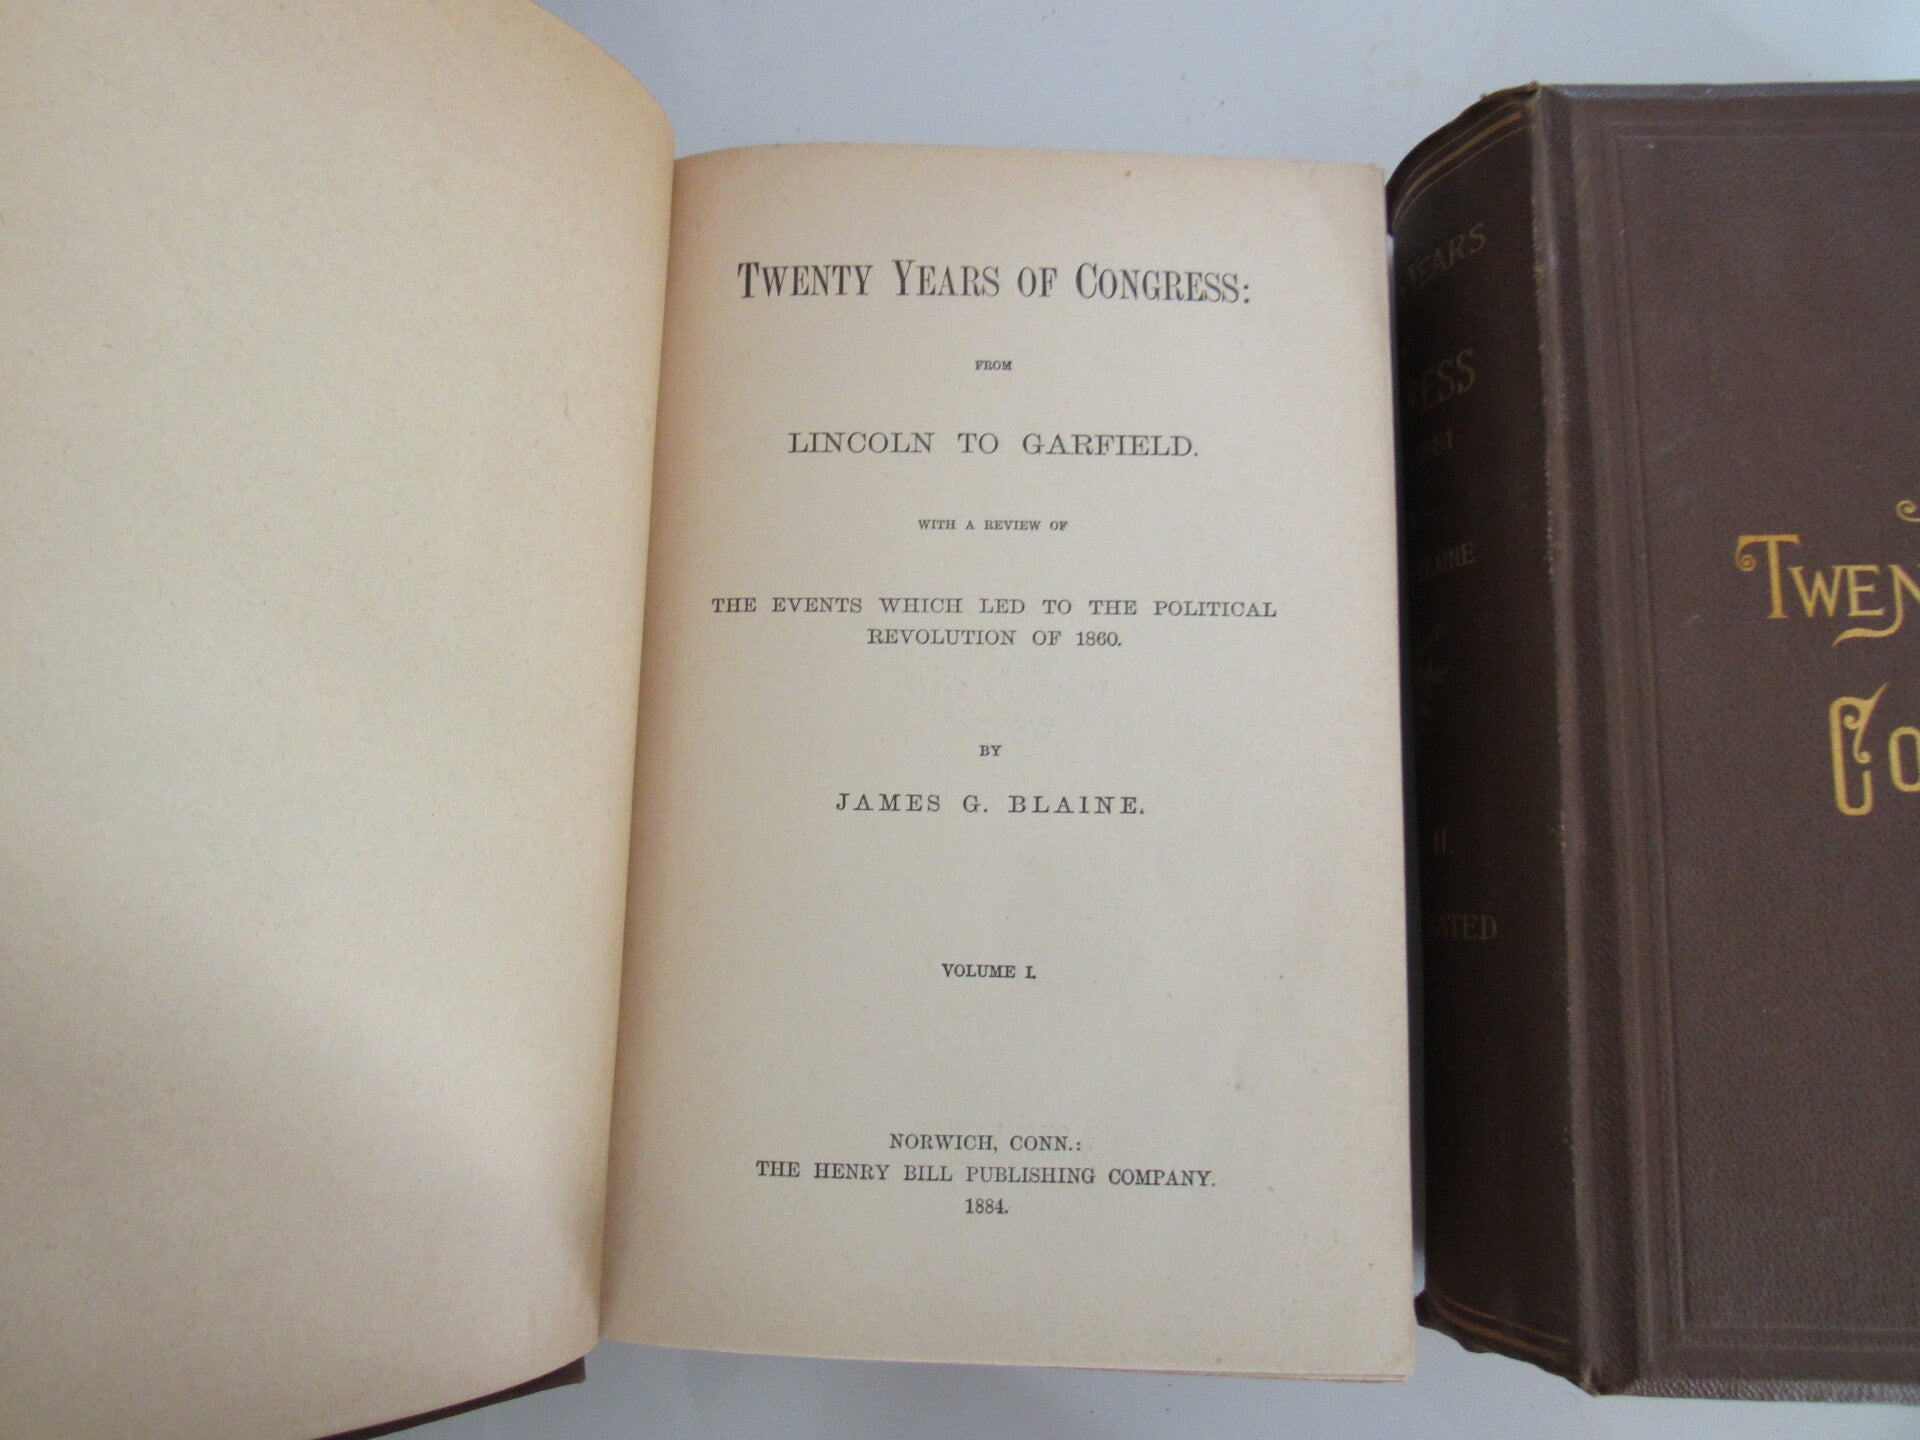 TWENTY YEARS OF CONGRESS:
FROM
LINCOLN TO GARFIELD.
WITH A REVIEW OF
THE EVENTS WHICH LED TO THE POLITICAL
REVOLUTION OF 1860.
BY
JAMES G. BLAINE.
VOLUME I.
NORWICH, CONN.:
THE HENRY BILL PUBLISHING COMPANY.
1884.
YEARS
RESS
BLAINE
II.
RATED
TWEN
CO